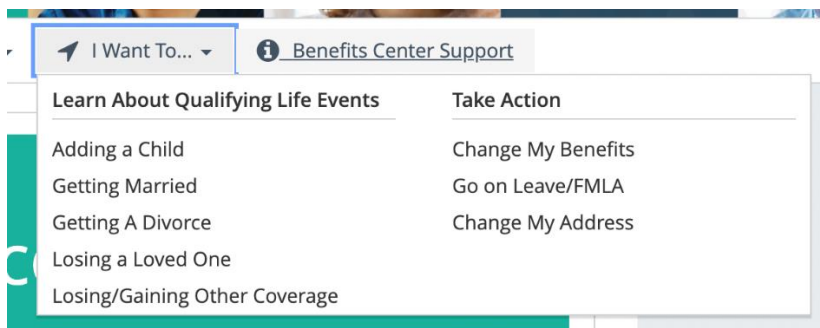 I Want To...
Benefits Center Support
Learn About Qualifying Life Events
Adding a Child
Getting Married
Getting A Divorce
Losing a Loved One
Losing/Gaining Other Coverage
Take Action
Change My Benefits
Go on Leave/FMLA
Change My Address